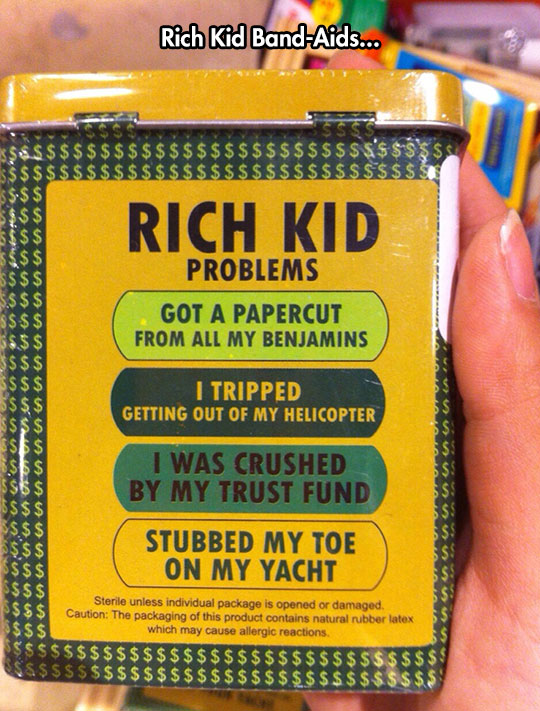 Rich Kid Band-Aids...
RICH KID
PROBLEMS
GOT A PAPERCUT
FROM ALL MY BENJAMINS
I TRIPPED
GETTING OUT OF MY HELICOPTER
I WAS CRUSHED
BY MY TRUST FUND
STUBBED MY TOE
ON MY YACHT
Sterile unless individual package is opened or damaged.
Caution: The packaging of this product contains natural rubber latex
which may cause allergic reactions.